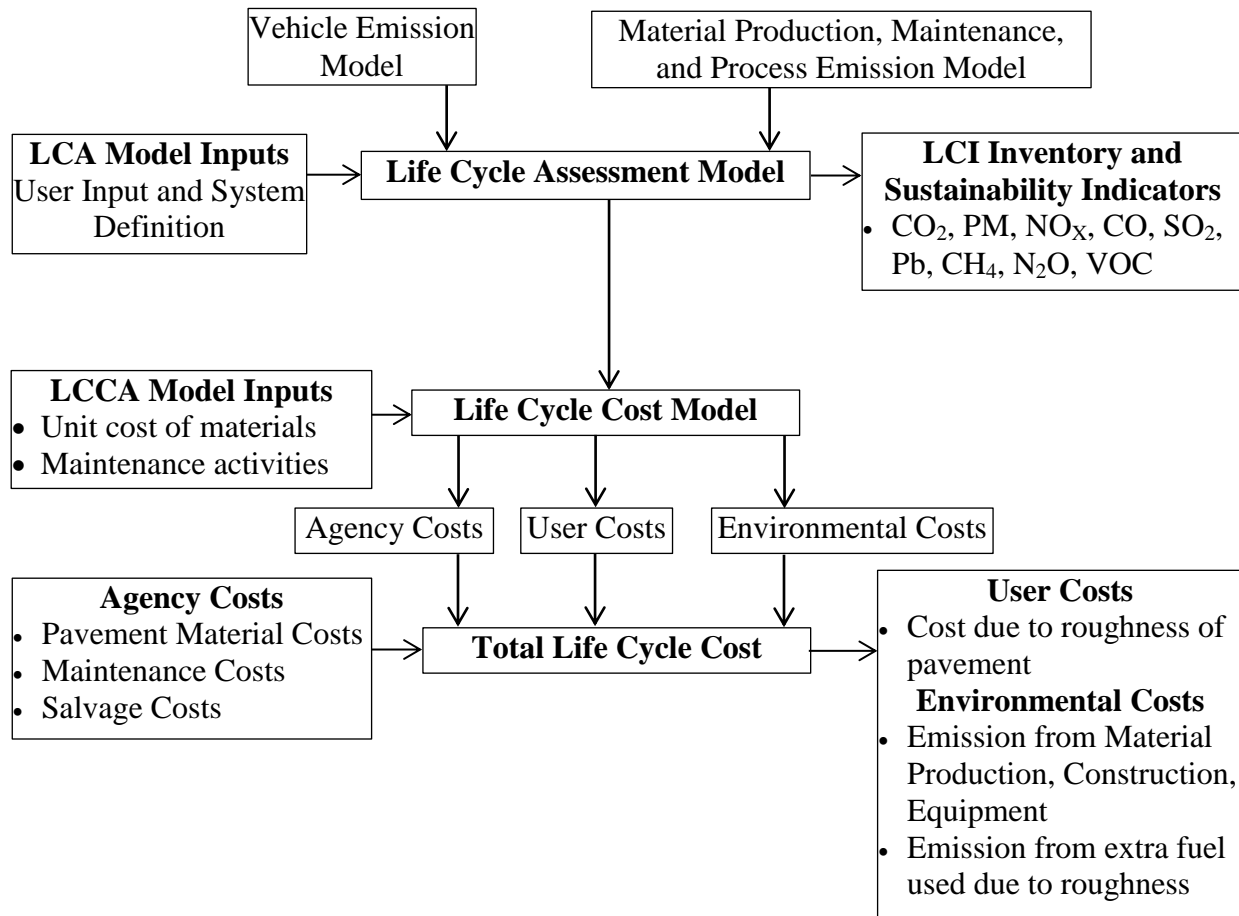 Vehicle Emission
Model
Material Production, Maintenance,
and Process Emission Model
LCA Model Inputs
User Input and System
Definition
Life Cycle Assessment Model
LCI Inventory and
Sustainability Indicators
• CO₂, PM, NOₓ, CO, SO₂,
Pb, CH₄, N₂O, VOC
LCCA Model Inputs
• Unit cost of materials
• Maintenance activities
Life Cycle Cost Model
Agency Costs
User Costs
Environmental Costs
Agency Costs
• Pavement Material Costs
• Maintenance Costs
• Salvage Costs
Total Life Cycle Cost
User Costs
• Cost due to roughness of
pavement
Environmental Costs
• Emission from Material
Production, Construction,
Equipment
• Emission from extra fuel
used due to roughness